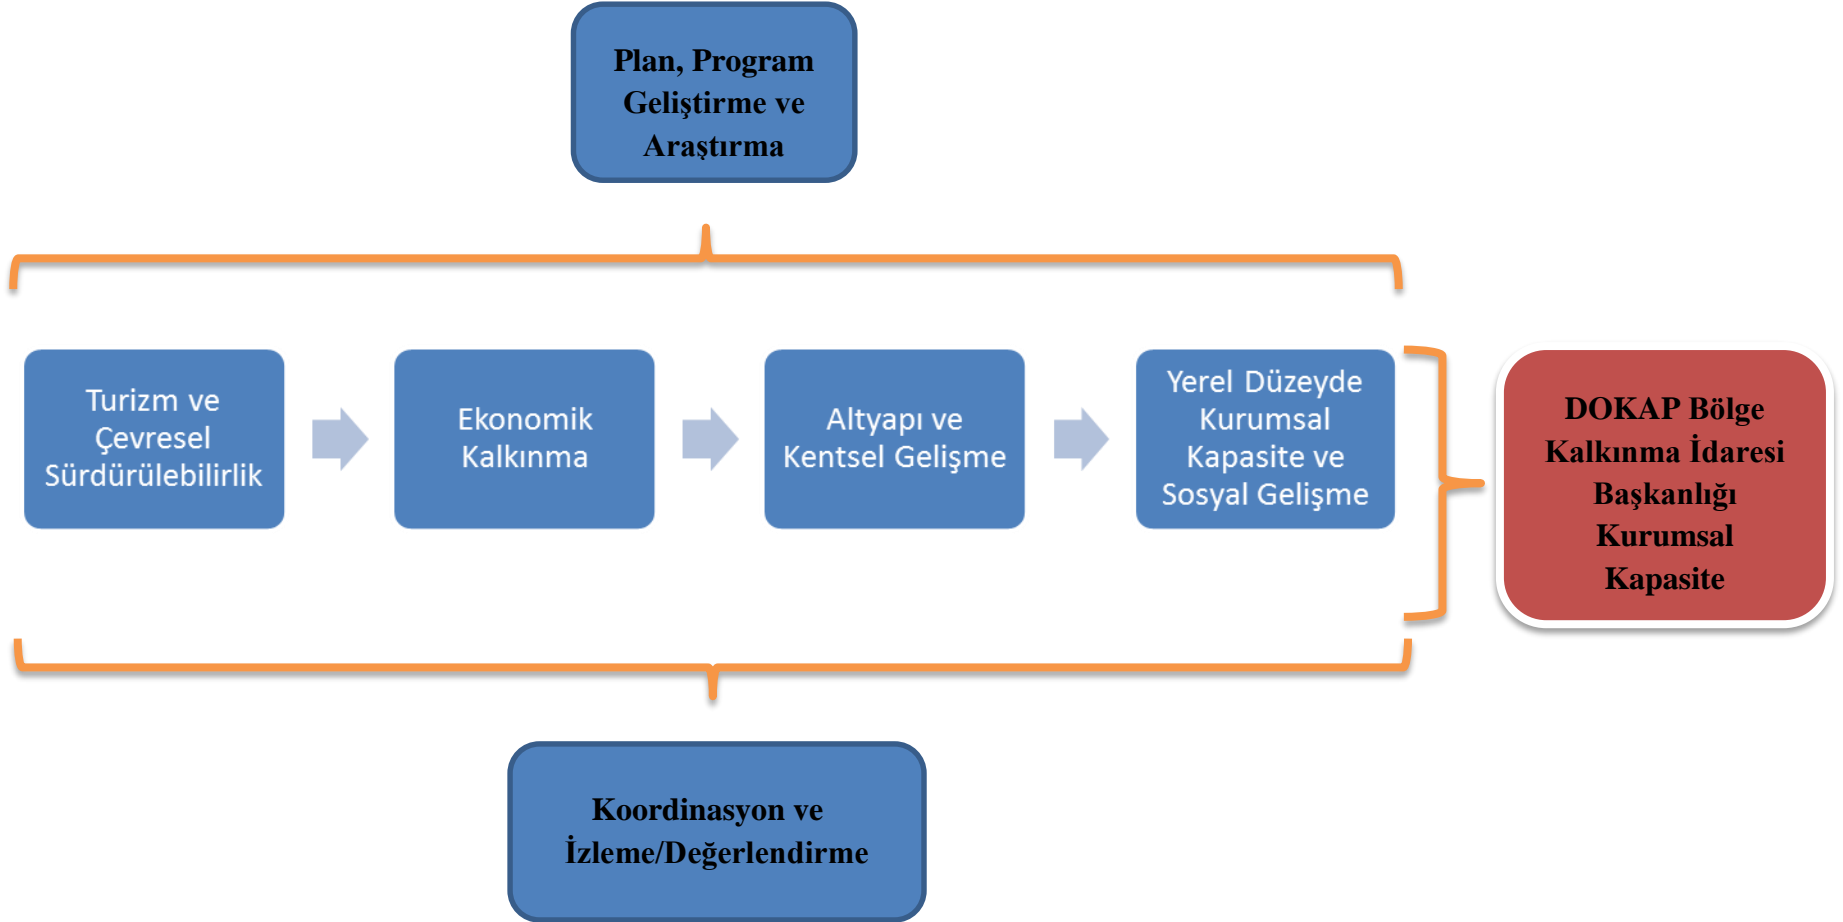 Plan, Program
Geliştirme ve
Araştırma
Turizm ve
Çevresel
Sürdürülebilirlik
Ekonomik
Kalkınma
Altyapı ve
Kentsel Gelişme
Yerel Düzeyde
Kurumsal
Kapasite ve
Sosyal Gelişme
DOKAP Bölge
Kalkınma İdaresi
Başkanlığı
Kurumsal
Kapasite
Koordinasyon ve
İzleme/Değerlendirme